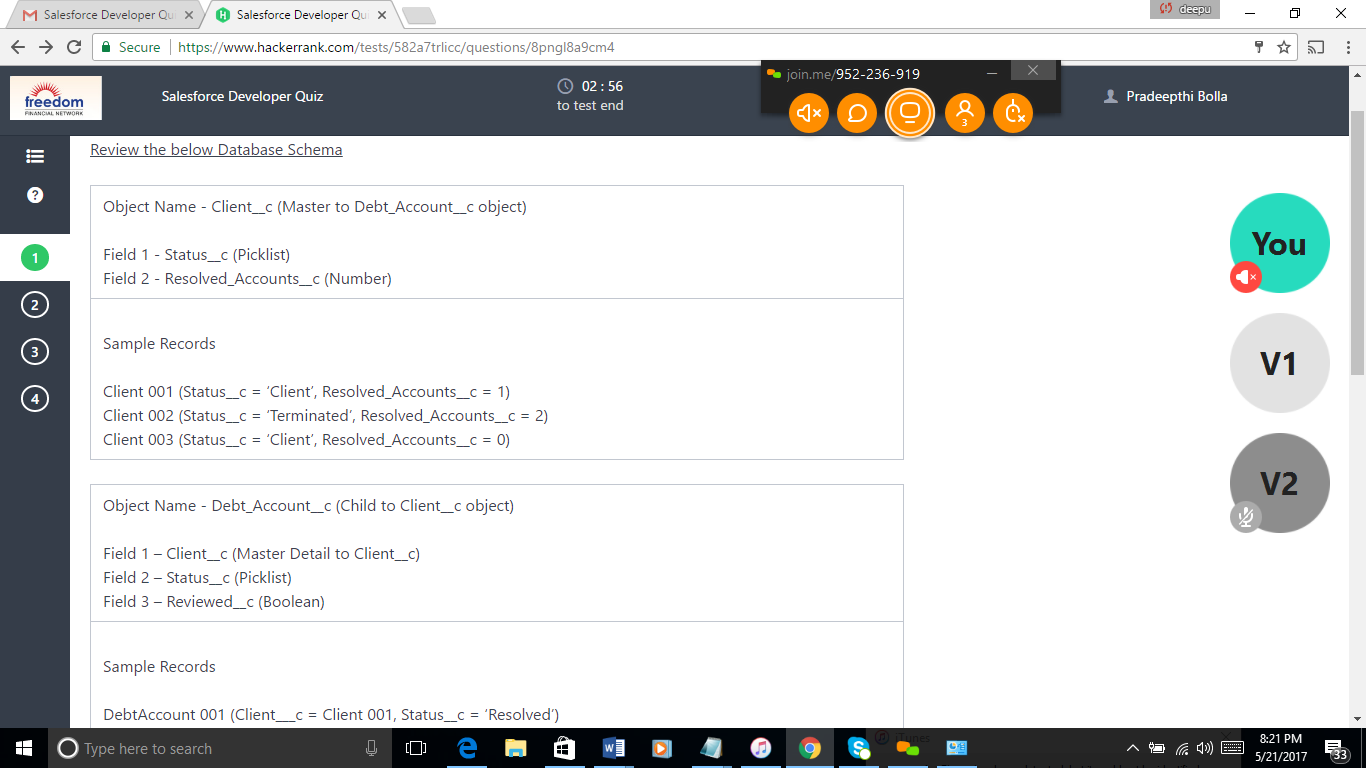 Salesforce Developer Qu
Salesforce Developer Qu
deepu
Secure
https://www.hackerrank.com/tests/582a7trlicc/questions/8pngl8a9cm4
join.me/952-236-919
3
freedom
FINANCIAL NETWORK
Salesforce Developer Quiz
02 : 56
to test end
Pradeepthi Bolla
?
1
2
3
4
Review the below Database Schema
Object Name - Client__c (Master to Debt_Account__c object)
Field 1 - Status__c (Picklist)
Field 2 - Resolved_Accounts__c (Number)
Sample Records
Client 001 (Status__c = ‘Client’, Resolved_Accounts__c = 1)
Client 002 (Status__c = ‘Terminated’, Resolved_Accounts__c = 2)
Client 003 (Status__c = ‘Client’, Resolved_Accounts__c = 0)
Object Name - Debt_Account__c (Child to Client__c object)
Field 1 – Client__c (Master Detail to Client__c)
Field 2 – Status__c (Picklist)
Field 3 – Reviewed__c (Boolean)
Sample Records
DebtAccount 001 (Client___c = Client 001, Status__c = ‘Resolved’)
You
V1
V2
Type here to search
iTunes
8:21 PM
5/21/2017
33